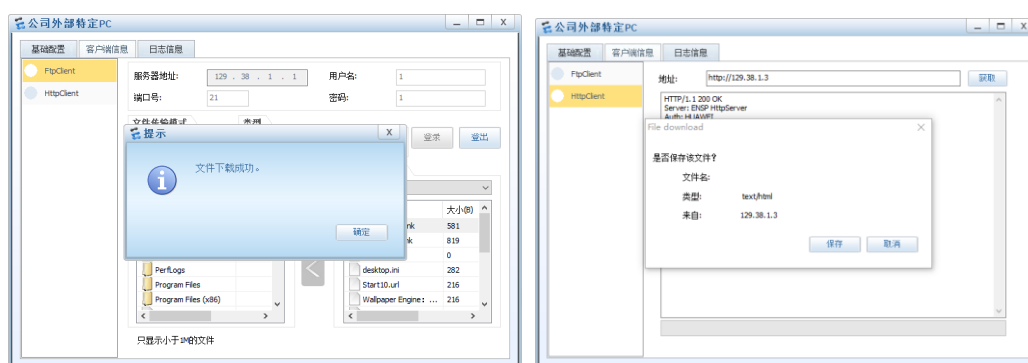 公司外部特定PC
基础配置 客户端信息 日志信息
FtpClient
HttpClient
服务器地址: 129 . 38 . 1 . 1 用户名: 1
端口号: 21 密码: 1
文件传输模式 类型
登录 登出
提示
文件下载成功。
确定
大小(B)
nk 581
nk 819
0
PerfLogs
Program Files
Program Files (x86)
desktop.ini 282
Start10.url 216
Wallpaper Engine: ... 216
只显示小于1M的文件
公司外部特定PC
基础配置 客户端信息 日志信息
FtpClient
HttpClient
地址: http://129.38.1.3 获取
HTTP/1.1 200 OK
Server: ENSP HttpServer
Auth: HUAWEI
File download
是否保存该文件?
文件名:
类型: text/html
来自: 129.38.1.3
保存 取消